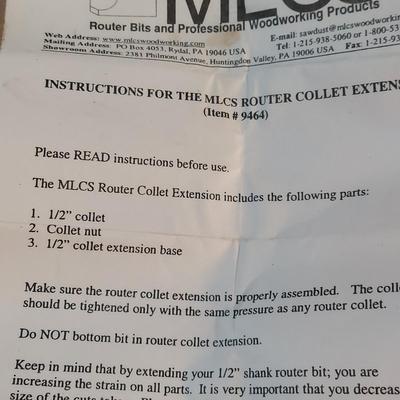 MLCS
Router Bits and Professional Woodworking Products
Web Address: www.mlcswoodworking.com
Mailing Address: PO Box 4053, Rydal, PA 19046 USA
Showroom Address: 2381 Philmont Avenue, Huntingdon Valley, PA 19006 USA
E-mail: sawdust@mlcswoodworkin
Tel: 1-215-938-5060 or 1-800-53
Fax: 1-215-93
INSTRUCTIONS FOR THE MLCS ROUTER COLLET EXTENS
(Item # 9464)
Please READ instructions before use.
The MLCS Router Collet Extension includes the following parts:
1. 1/2" collet
2. Collet nut
3. 1/2" collet extension base
Make sure the router collet extension is properly assembled. The coll
should be tightened only with the same pressure as any router collet.
Do NOT bottom bit in router collet extension.
Keep in mind that by extending your 1/2" shank router bit; you are
increasing the strain on all parts. It is very important that you decreas
size of the cuts